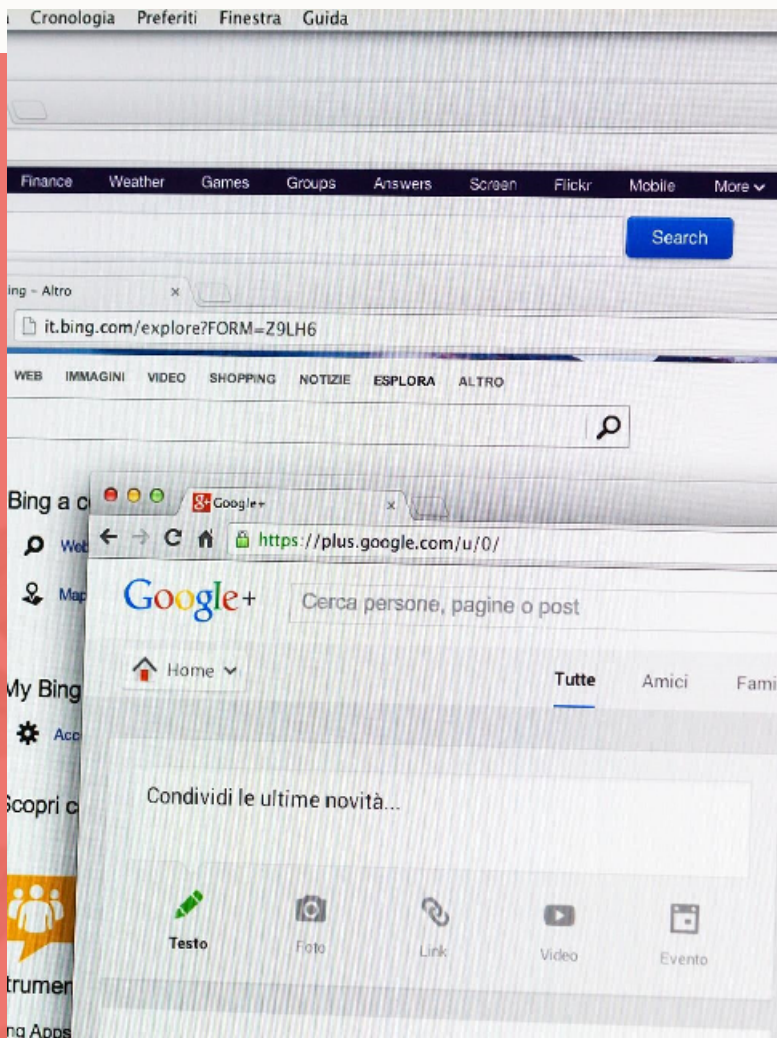 Cronologia Preferiti Finestra Guida
Finance Weather Games Groups Answers Screen Flickr Mobile More
Search
ing – Altro
it.bing.com/explore?FORM=Z9LH6
WEB IMMAGINI VIDEO SHOPPING NOTIZIE ESPLORA ALTRO
Bing a c
Google+
Web
https://plus.google.com/u/0/
Map
Google+ Cerca persone, pagine o post
Home Tutte Amici Fami
My Bing
Acc
Condividi le ultime novità...
Scopri c
Testo Foto Link Video Evento
trumen
ng Apps